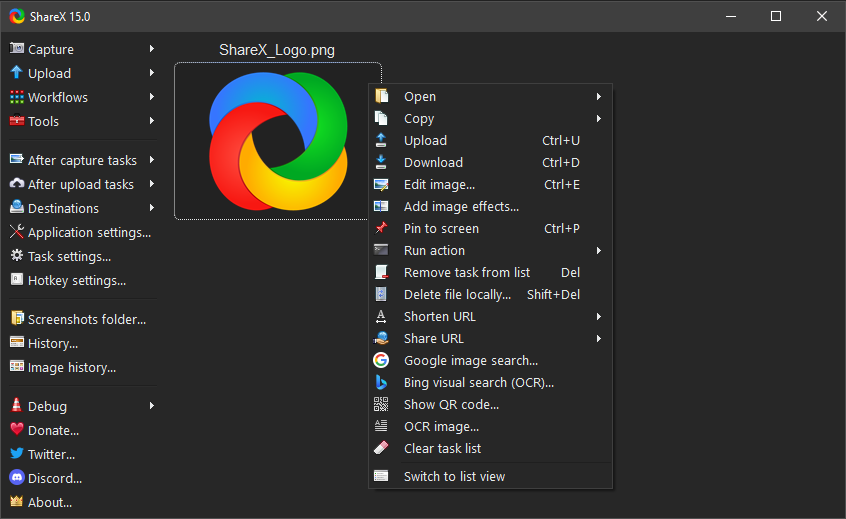 ShareX 15.0
Capture
Upload
Workflows
Tools
After capture tasks
After upload tasks
Destinations
Application settings...
Task settings...
Hotkey settings...
Screenshots folder...
History...
Image history...
Debug
Donate...
Twitter...
Discord...
About...
ShareX_Logo.png
Open
Copy
Upload Ctrl+U
Download Ctrl+D
Edit image... Ctrl+E
Add image effects...
Pin to screen Ctrl+P
Run action
Remove task from list Del
Delete file locally... Shift+Del
Shorten URL
Share URL
Google image search...
Bing visual search (OCR)...
Show QR code...
OCR image...
Clear task list
Switch to list view